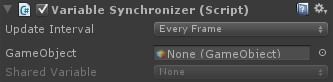 Variable Synchronizer (Script)
Update Interval Every Frame
GameObject None (GameObject)
Shared Variable None